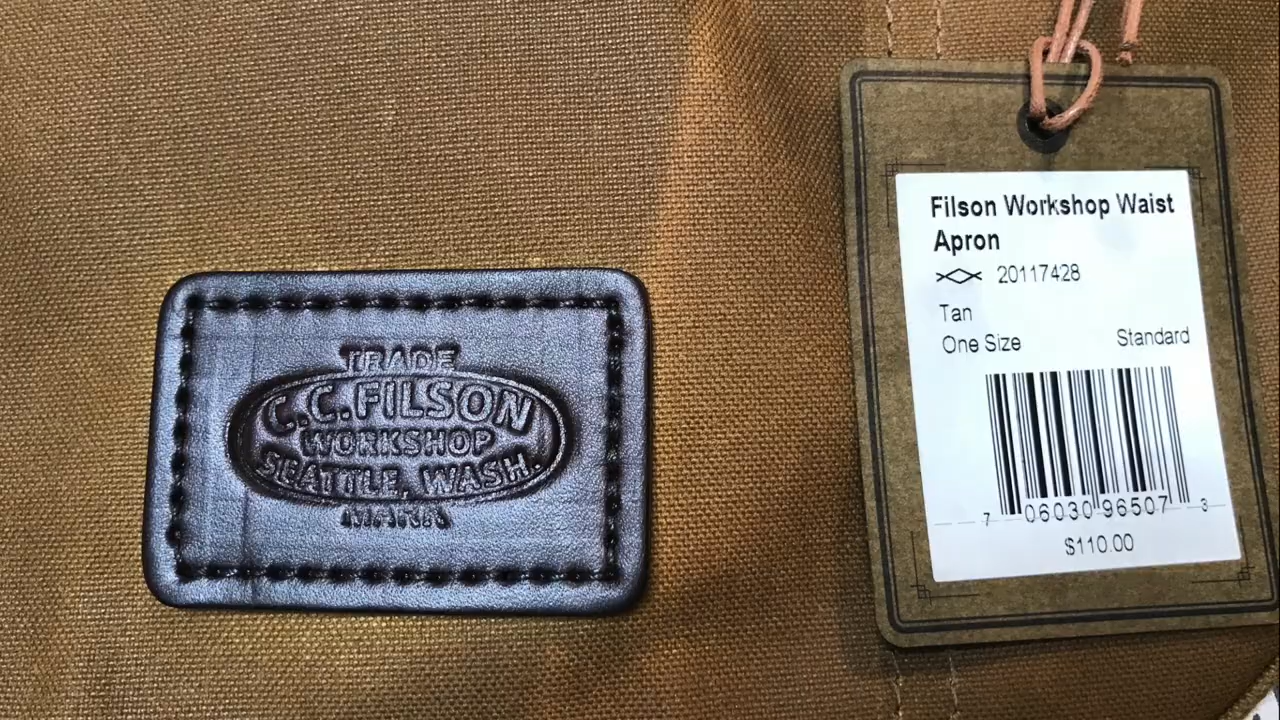 TRADE
C.C.FILSON
WORKSHOP
SEATTLE, WASH.
MARK
Filson Workshop Waist
Apron
20117428
Tan
One Size Standard
7 06030 96507 3
$110.00